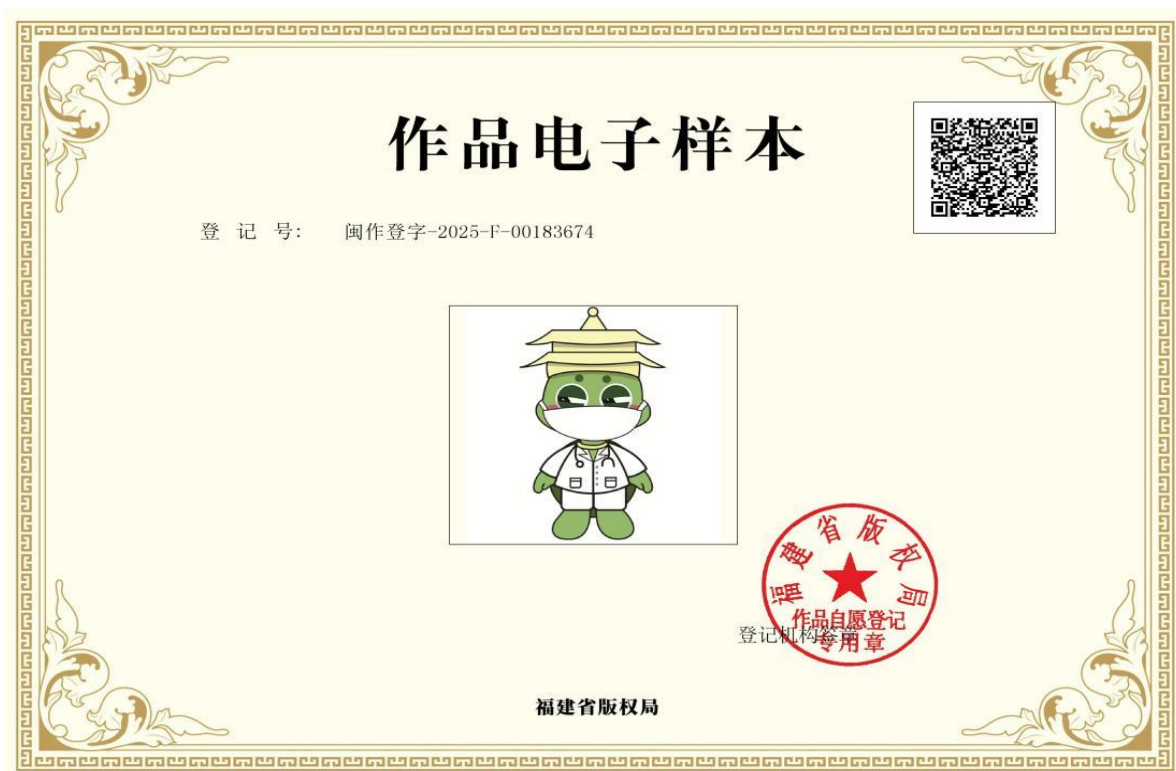 作品电子样本
登 记 号: 闽作登字-2025-F-00183674
福建省版权局
作品自愿登记
专用章
登记机构签章
福建省版权局